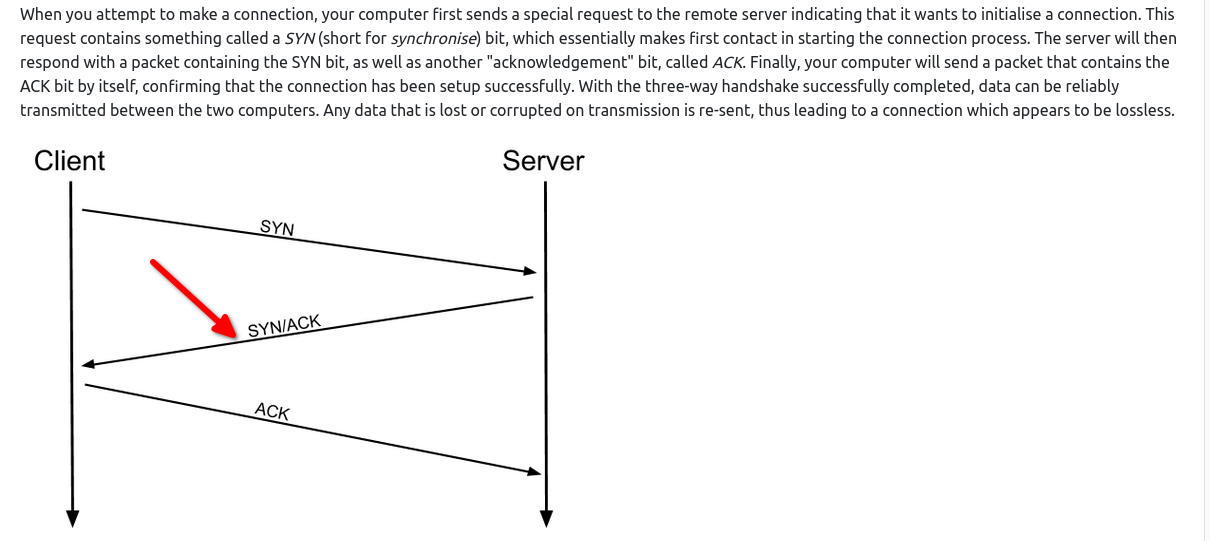 When you attempt to make a connection, your computer first sends a special request to the remote server indicating that it wants to initialise a connection. This
request contains something called a SYN (short for synchronise) bit, which essentially makes first contact in starting the connection process. The server will then
respond with a packet containing the SYN bit, as well as another "acknowledgement" bit, called ACK. Finally, your computer will send a packet that contains the
ACK bit by itself, confirming that the connection has been setup successfully. With the three-way handshake successfully completed, data can be reliably
transmitted between the two computers. Any data that is lost or corrupted on transmission is re-sent, thus leading to a connection which appears to be lossless.
Client
Server
SYN
SYN/ACK
ACK